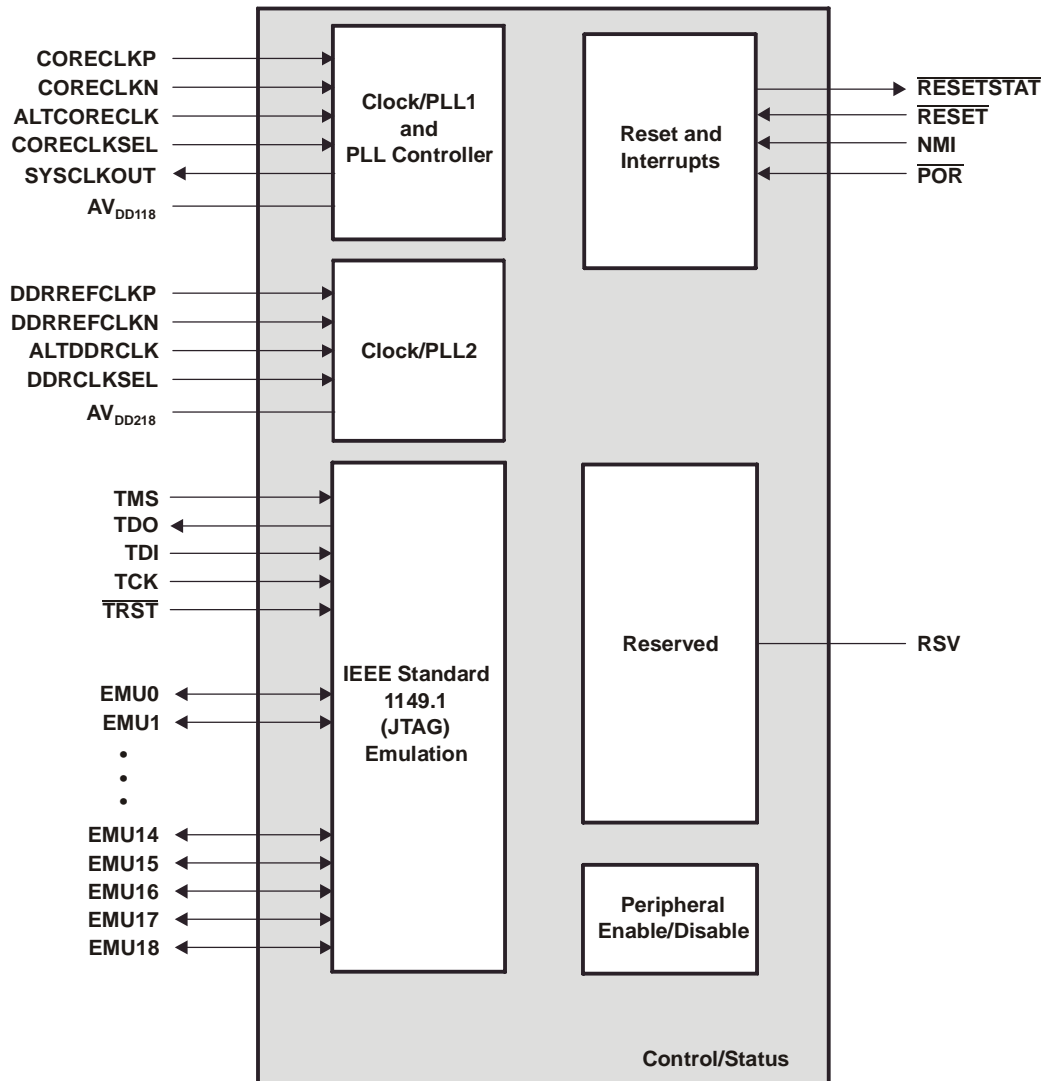 CORECLKP
CORECLKN
ALTCORECLK
CORECLKSEL
SYSCLKOUT
AVDD118
Clock/PLL1
and
PLL Controller
Reset and
Interrupts
RESETSTAT
RESET
NMI
POR
DDRREFCLKP
DDRREFCLKN
ALTDDRCLK
DDRCLKSEL
AVDD218
Clock/PLL2
TMS
TDO
TDI
TCK
TRST
EMU0
EMU1
•
•
•
EMU14
EMU15
EMU16
EMU17
EMU18
IEEE Standard
1149.1
(JTAG)
Emulation
Reserved
RSV
Peripheral
Enable/Disable
Control/Status